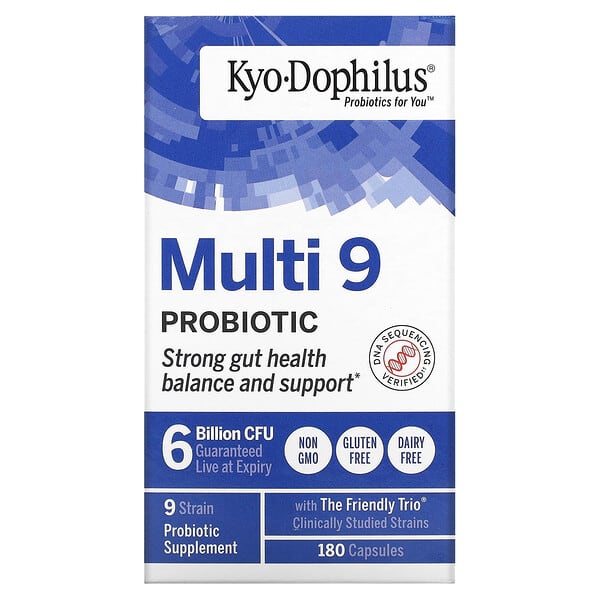 Kyo·Dophilus®
Probiotics for You™
Multi 9
PROBIOTIC
Strong gut health
balance and support*
DNA SEQUENCING
VERIFIED††
6 Billion CFU
Guaranteed
Live at Expiry
NON
GMO
GLUTEN
FREE
DAIRY
FREE
9 Strain
Probiotic
Supplement
with The Friendly Trio®
Clinically Studied Strains
180 Capsules